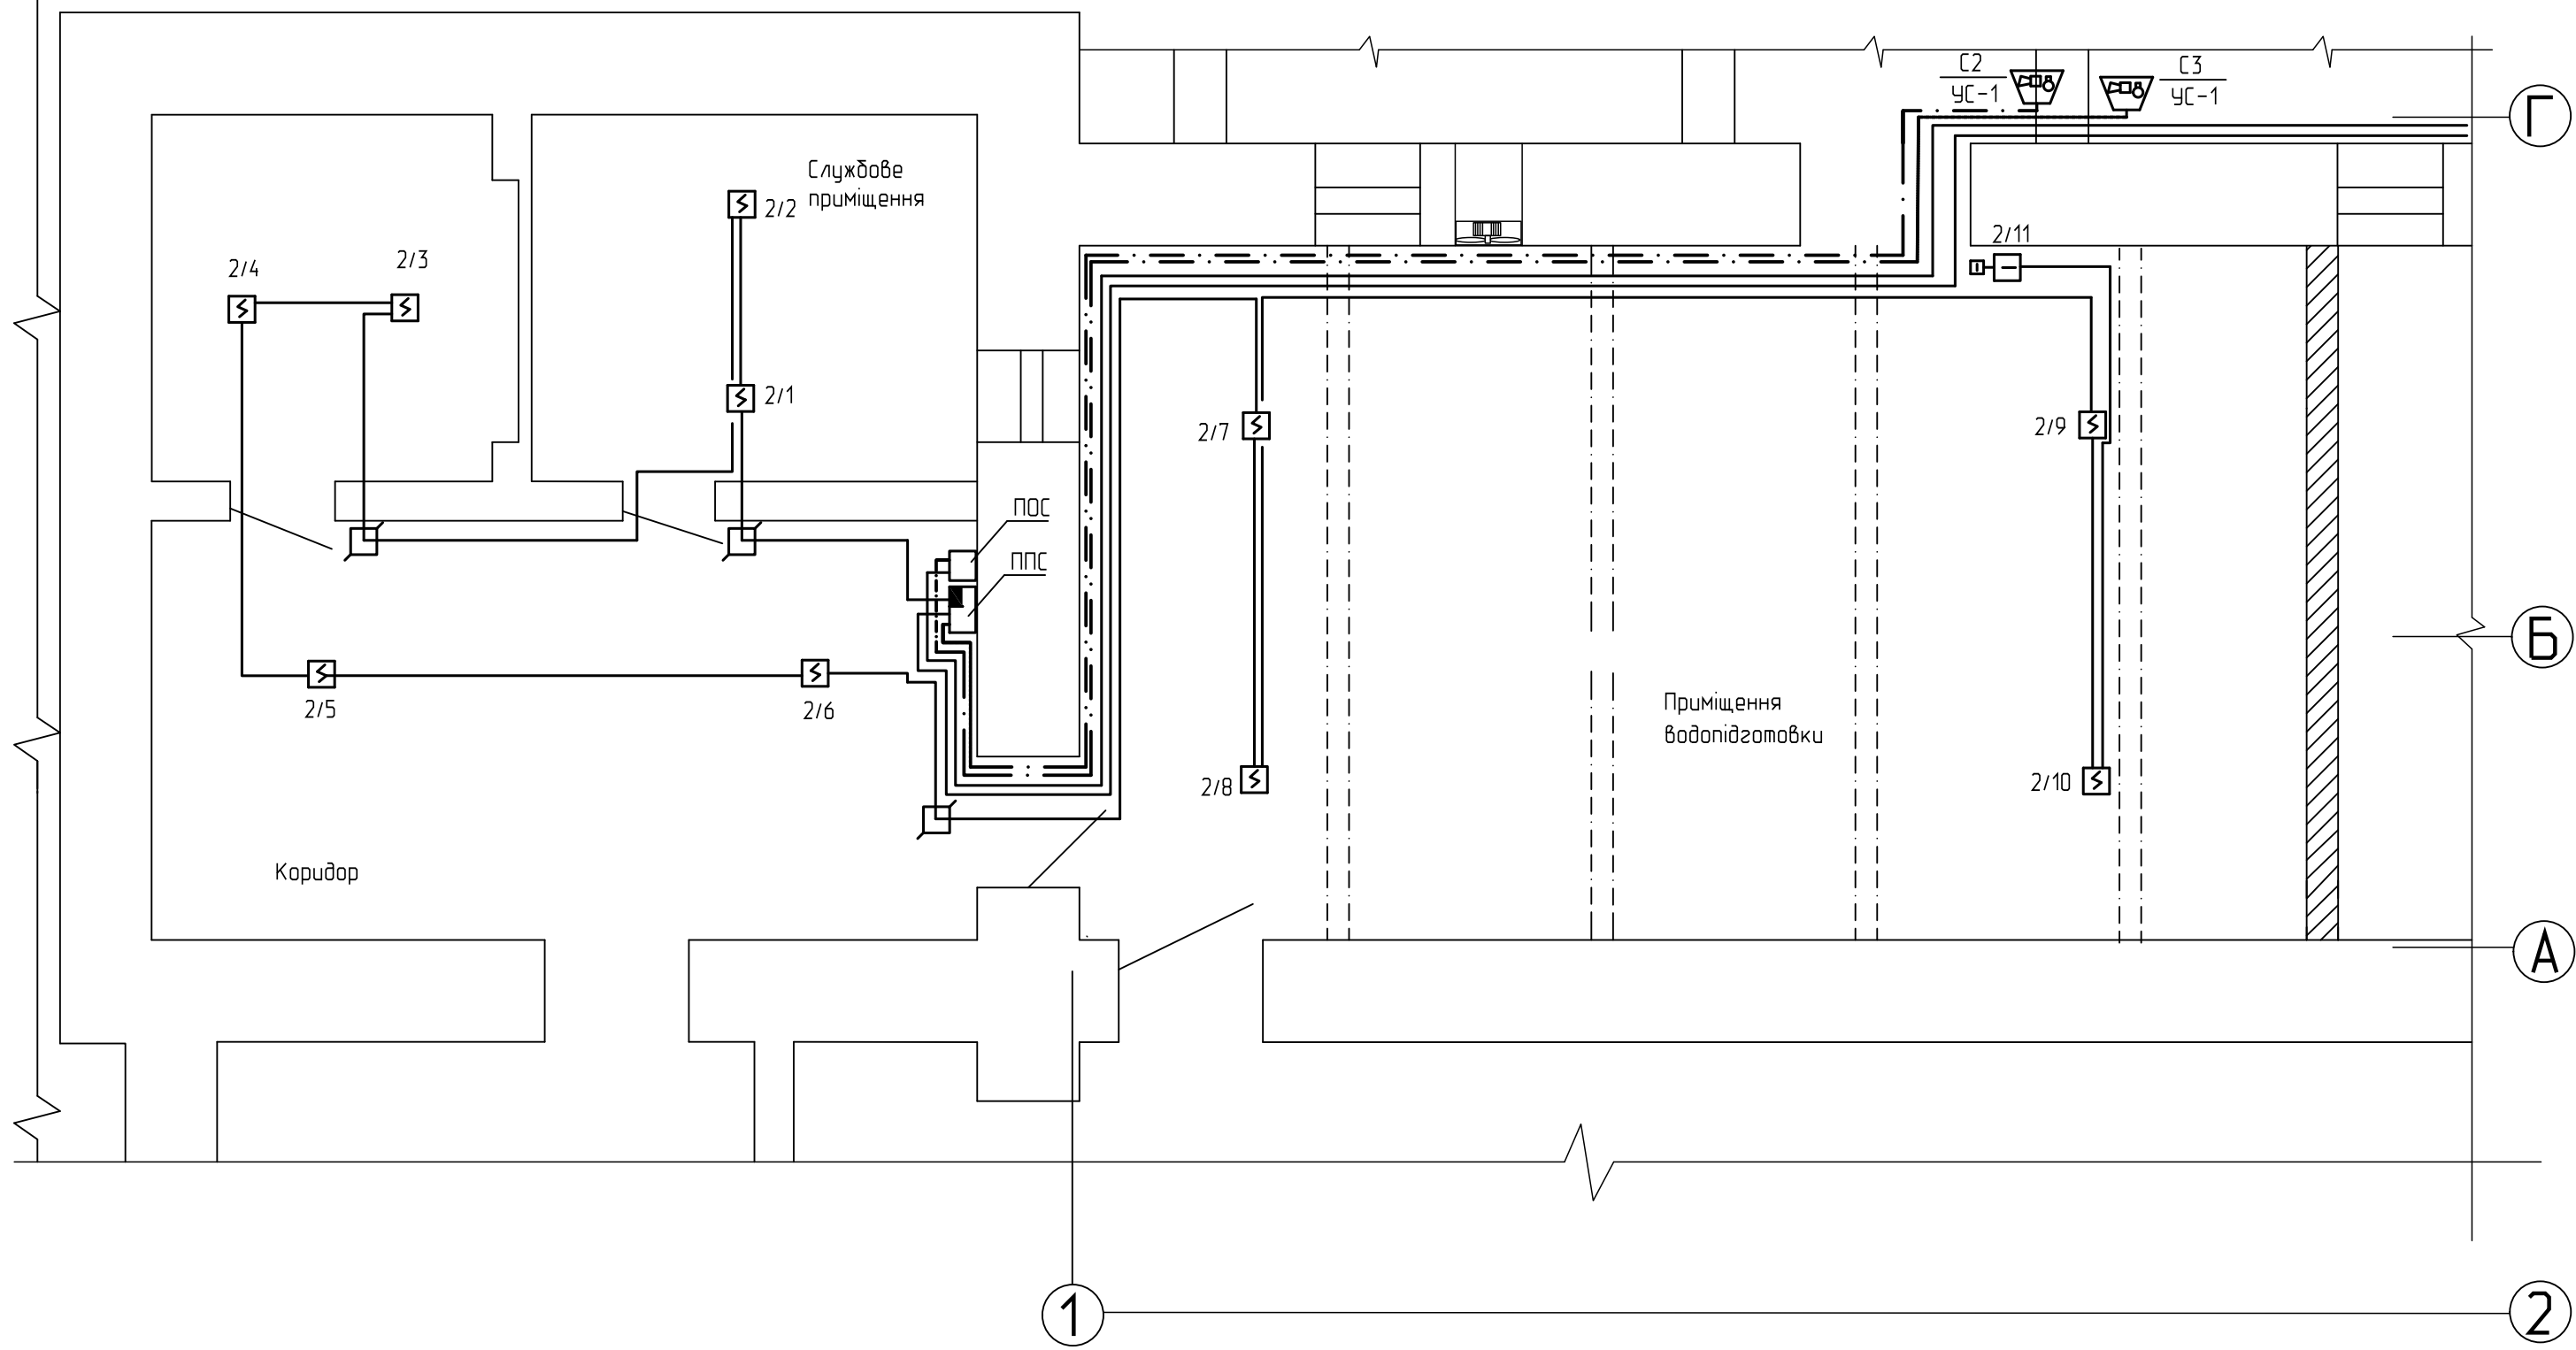 С2
УС-1
С3
УС-1
Г
Службове
приміщення
2/2
2/11
2/4
2/3
2/1
2/7
2/9
ПОС
ППС
Б
Приміщення
водопідготовки
2/5
2/6
2/8
2/10
Коридор
А
1
2